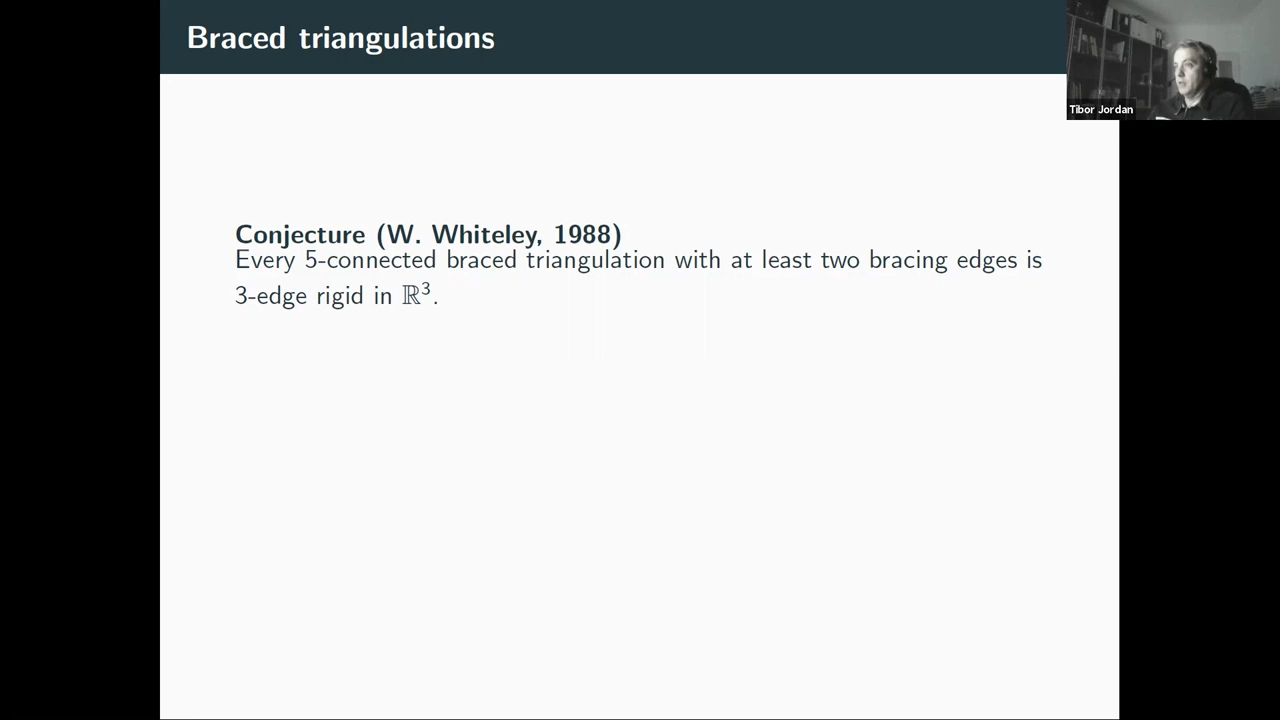 Braced triangulations
Tibor Jordan
Conjecture (W. Whiteley, 1988)
Every 5-connected braced triangulation with at least two bracing edges is
3-edge rigid in ℝ³.